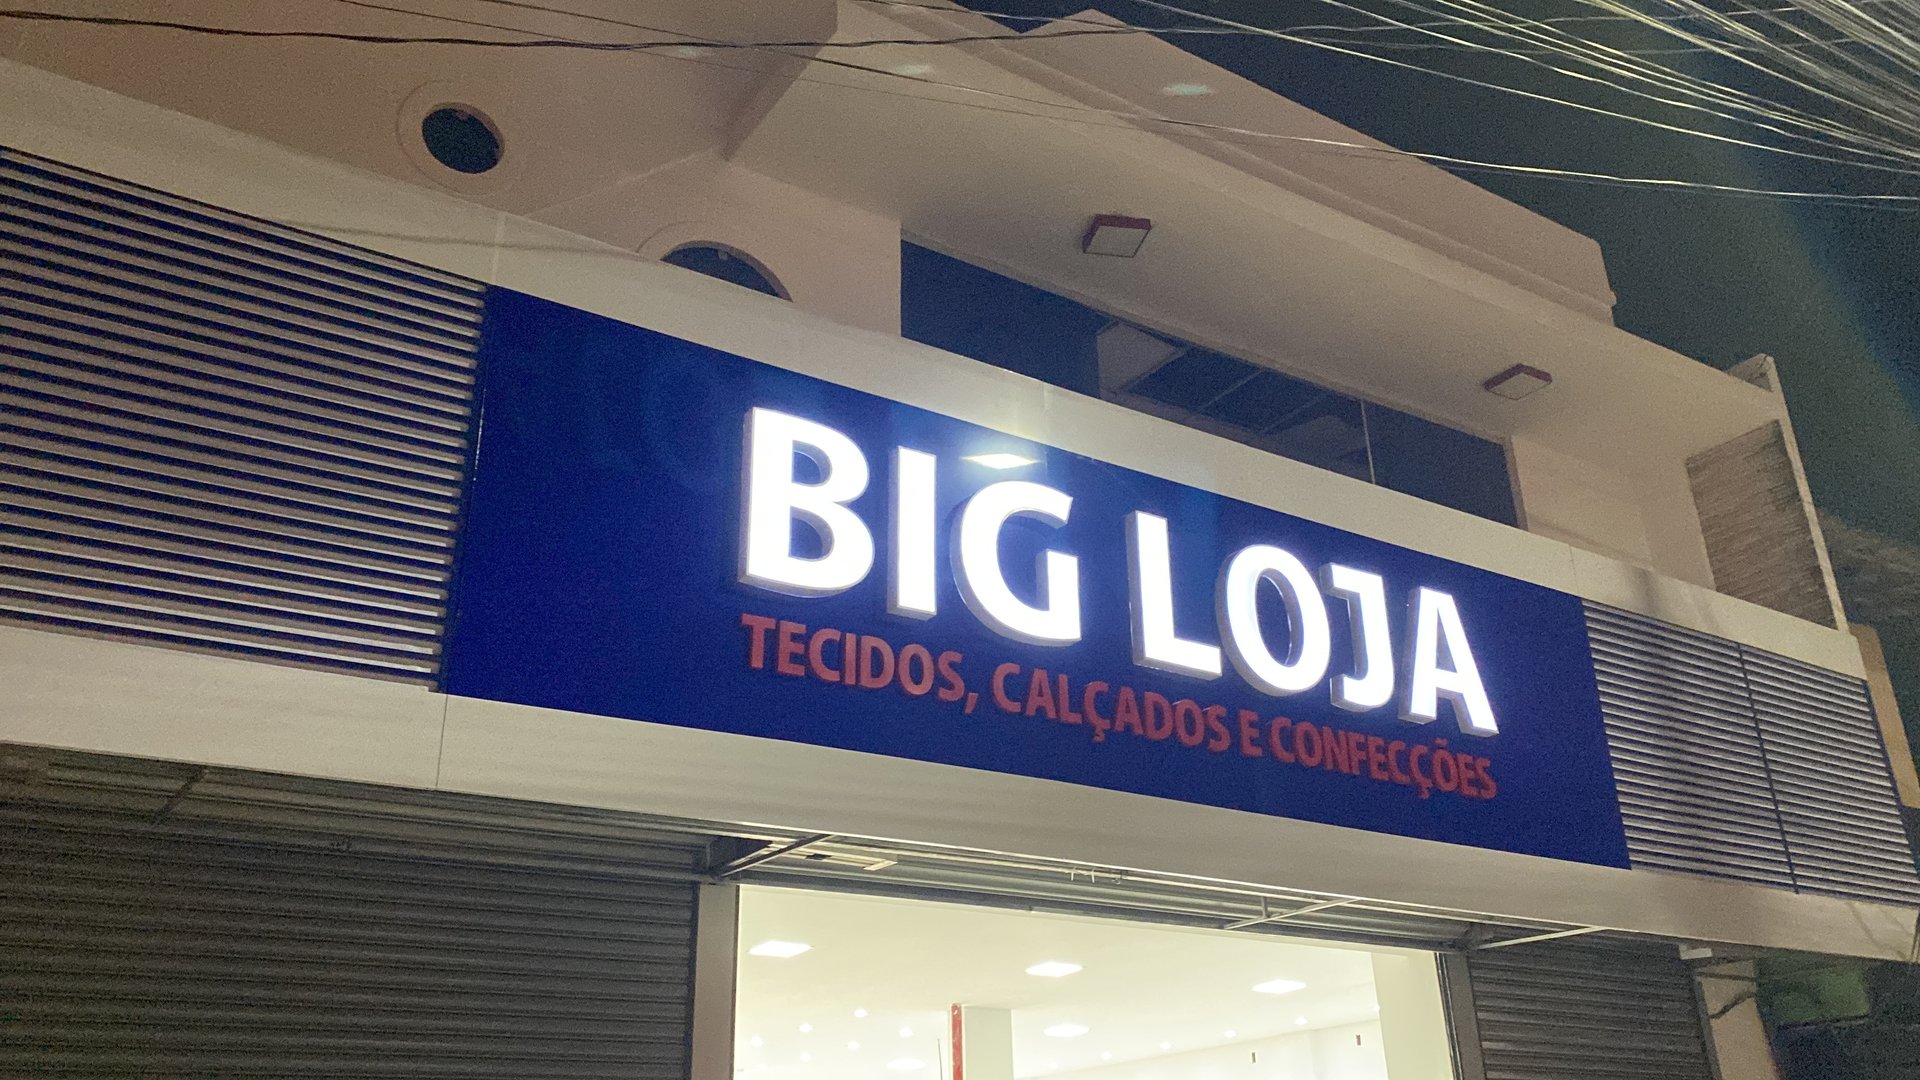 BIG LOJA
TECIDOS, CALÇADOS E CONFECÇÕES